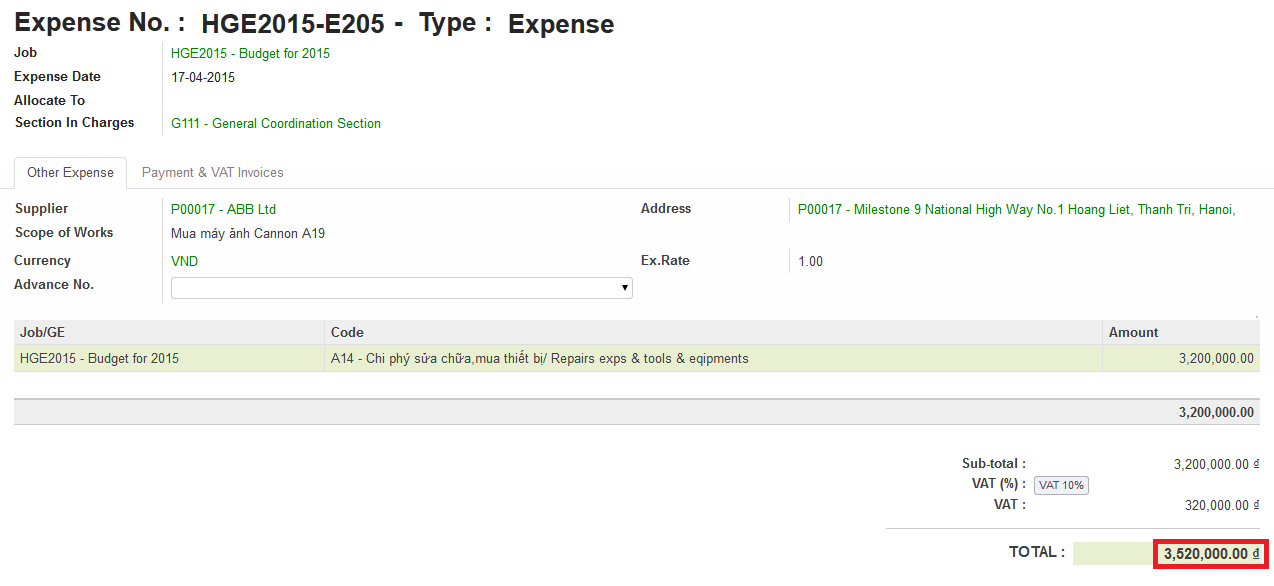 Expense No. : HGE2015-E205 - Type : Expense
Job HGE2015 - Budget for 2015
Expense Date 17-04-2015
Allocate To
Section In Charges G111 - General Coordination Section
Other Expense Payment & VAT Invoices
Supplier P00017 - ABB Ltd Address P00017 - Milestone 9 National High Way No.1 Hoang Liet, Thanh Tri, Hanoi,
Scope of Works Mua máy ảnh Cannon A19
Currency VND Ex.Rate 1.00
Advance No.
Job/GE Code Amount
HGE2015 - Budget for 2015 A14 - Chi phý sửa chữa,mua thiết bị/ Repairs exps & tools & eqipments 3,200,000.00
3,200,000.00
Sub-total : 3,200,000.00 ₫
VAT (%) : VAT 10%
VAT : 320,000.00 ₫
TOTAL : 3,520,000.00 ₫